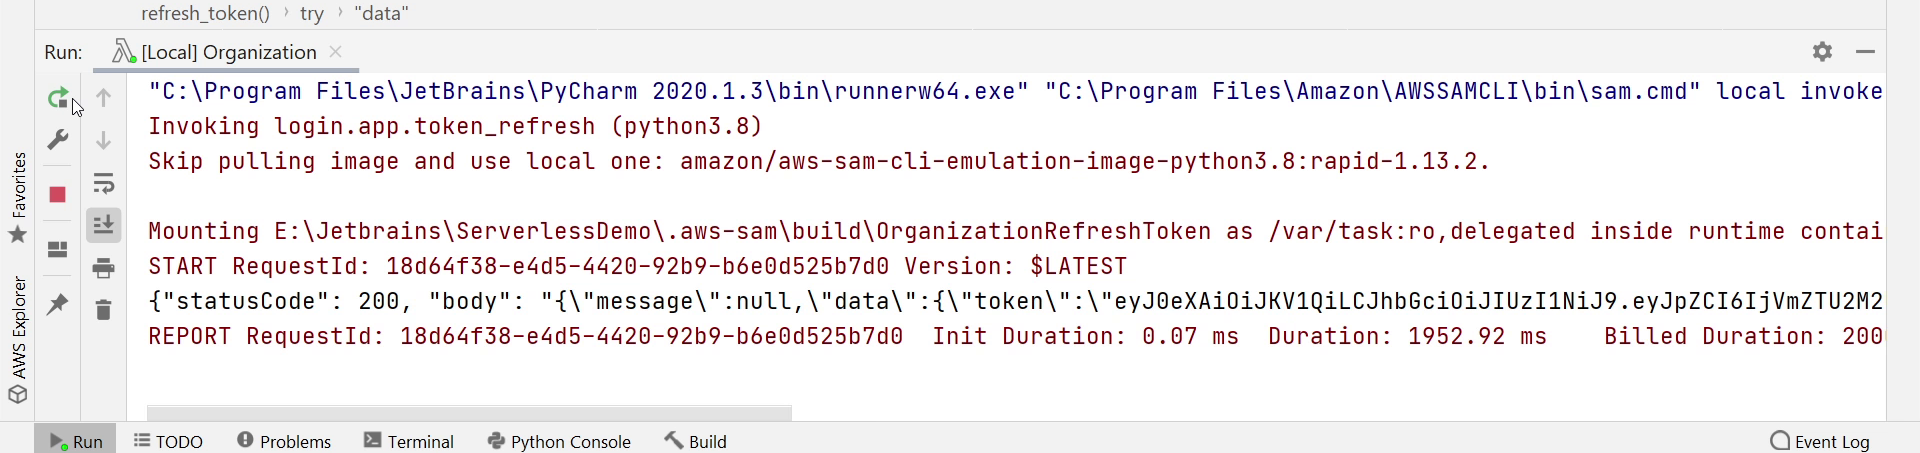 refresh_token() › try › "data"
Run: [Local] Organization
"C:\Program Files\JetBrains\PyCharm 2020.1.3\bin\runnerw64.exe" "C:\Program Files\Amazon\AWSSAMCLI\bin\sam.cmd" local invoke
Invoking login.app.token_refresh (python3.8)
Skip pulling image and use local one: amazon/aws-sam-cli-emulation-image-python3.8:rapid-1.13.2.
Mounting E:\Jetbrains\ServerlessDemo\.aws-sam\build\OrganizationRefreshToken as /var/task:ro,delegated inside runtime contai
START RequestId: 18d64f38-e4d5-4420-92b9-b6e0d525b7d0 Version: $LATEST
{"statusCode": 200, "body": "{\"message\":null,\"data\":{\"token\":\"eyJ0eXAiOiJKV1QiLCJhbGciOiJIUzI1NiJ9.eyJpZCI6IjVmZTU2M2
REPORT RequestId: 18d64f38-e4d5-4420-92b9-b6e0d525b7d0 Init Duration: 0.07 ms Duration: 1952.92 ms Billed Duration: 200
Favorites
AWS Explorer
Run TODO Problems Terminal Python Console Build Event Log